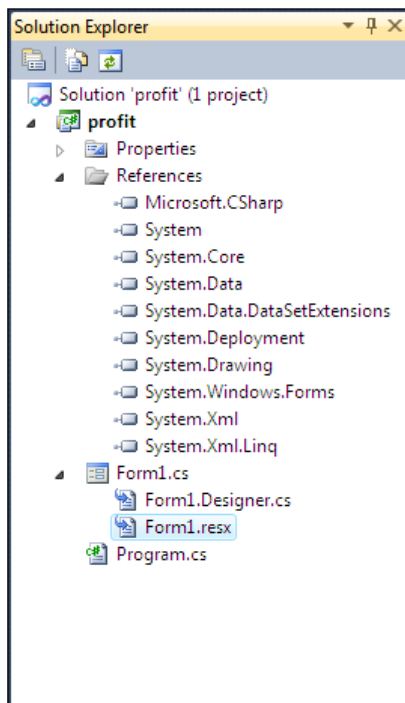 Solution Explorer
Solution 'profit' (1 project)
profit
Properties
References
Microsoft.CSharp
System
System.Core
System.Data
System.Data.DataSetExtensions
System.Deployment
System.Drawing
System.Windows.Forms
System.Xml
System.Xml.Linq
Form1.cs
Form1.Designer.cs
Form1.resx
Program.cs